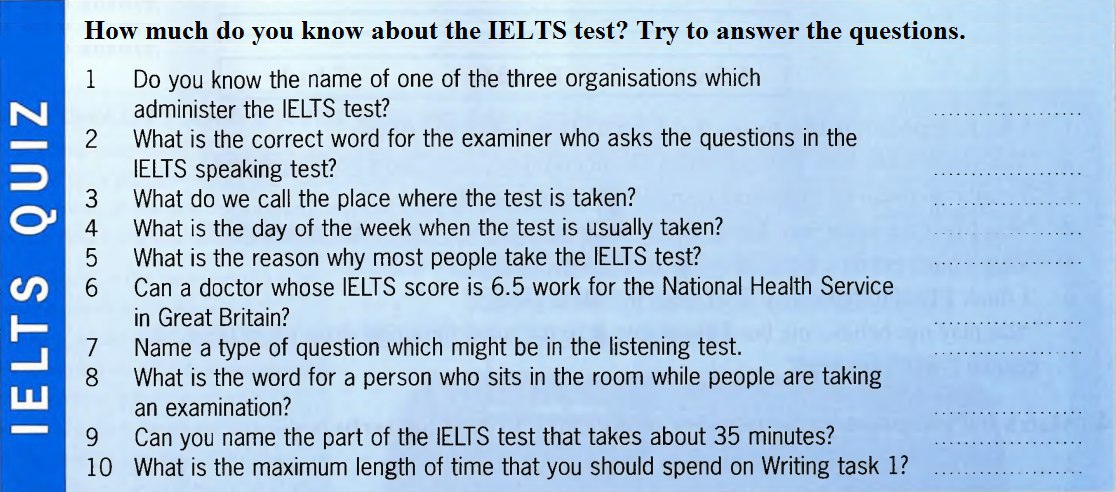 IELTS QUIZ
How much do you know about the IELTS test? Try to answer the questions.
1 Do you know the name of one of the three organisations which
administer the IELTS test? ....................
2 What is the correct word for the examiner who asks the questions in the
IELTS speaking test? ....................
3 What do we call the place where the test is taken? ....................
4 What is the day of the week when the test is usually taken? ....................
5 What is the reason why most people take the IELTS test? ....................
6 Can a doctor whose IELTS score is 6.5 work for the National Health Service
in Great Britain? ....................
7 Name a type of question which might be in the listening test. ....................
8 What is the word for a person who sits in the room while people are taking
an examination? ....................
9 Can you name the part of the IELTS test that takes about 35 minutes? ....................
10 What is the maximum length of time that you should spend on Writing task 1? ....................